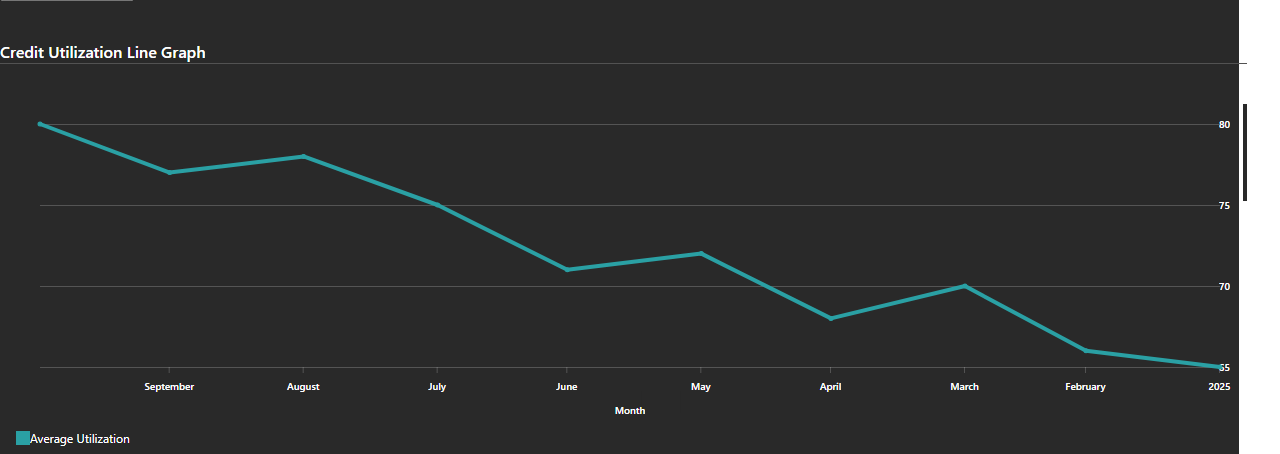 Credit Utilization Line Graph
80
75
70
65
September August July June May April March February 2025
Month
Average Utilization